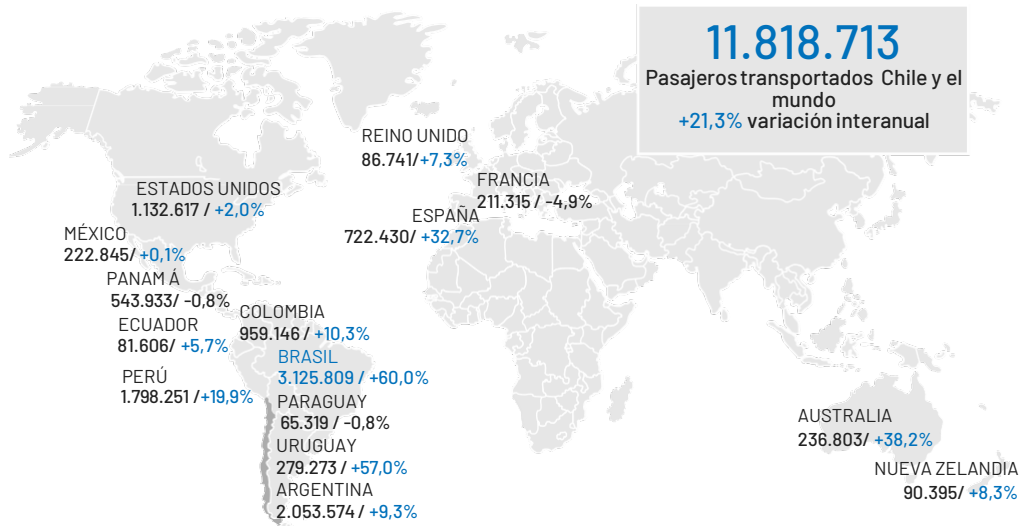 11.818.713
Pasajeros transportados Chile y el
mundo
+21,3% variación interanual
REINO UNIDO
86.741/+7,3%
FRANCIA
211.315 / -4,9%
ESTADOS UNIDOS
1.132.617 / +2,0%
ESPAÑA
722.430/ +32,7%
MÉXICO
222.845/ +0,1%
PANAM Á
543.933/ -0,8%
COLOMBIA
959.146 / +10,3%
ECUADOR
81.606/ +5,7%
BRASIL
3.125.809 / +60,0%
PERÚ
1.798.251 /+19,9%
PARAGUAY
65.319 / -0,8%
URUGUAY
279.273 / +57,0%
ARGENTINA
2.053.574 / +9,3%
AUSTRALIA
236.803/ +38,2%
NUEVA ZELANDIA
90.395/ +8,3%